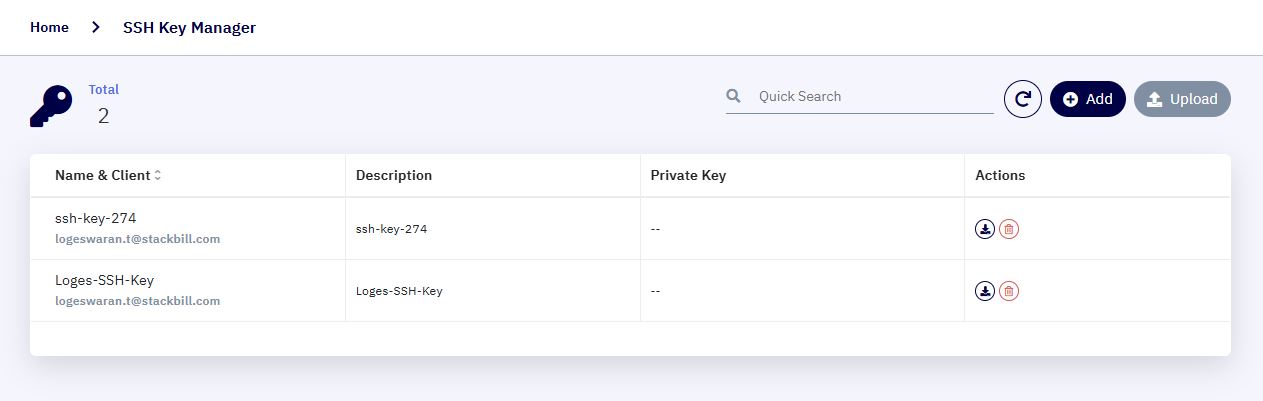 Home > SSH Key Manager
Total
2
Quick Search
Add
Upload
Name & Client Description Private Key Actions
ssh-key-274
logeswaran.t@stackbill.com
ssh-key-274 --
Loges-SSH-Key
logeswaran.t@stackbill.com
Loges-SSH-Key --